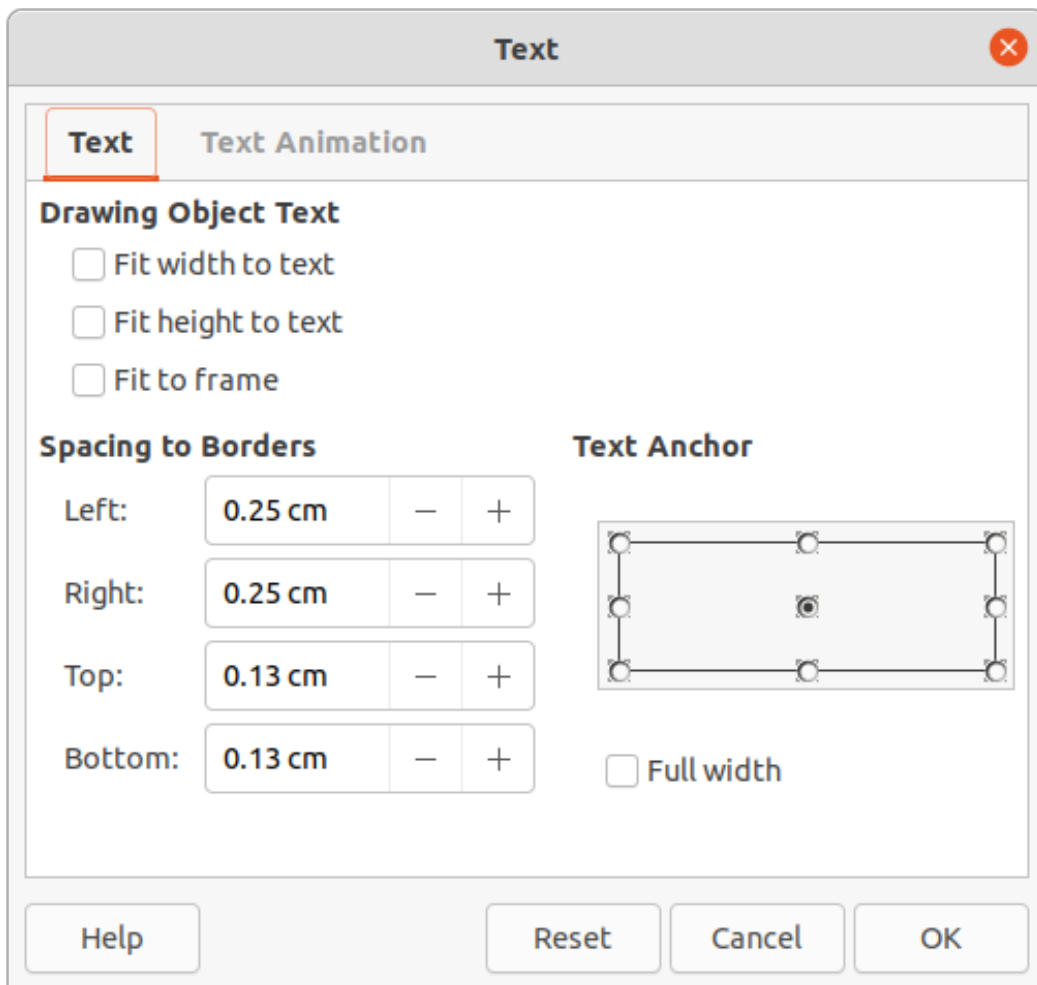 Text
Text Text Animation
Drawing Object Text
Fit width to text
Fit height to text
Fit to frame
Spacing to Borders
Left: 0.25 cm − +
Right: 0.25 cm − +
Top: 0.13 cm − +
Bottom: 0.13 cm − +
Text Anchor
Full width
Help Reset Cancel OK